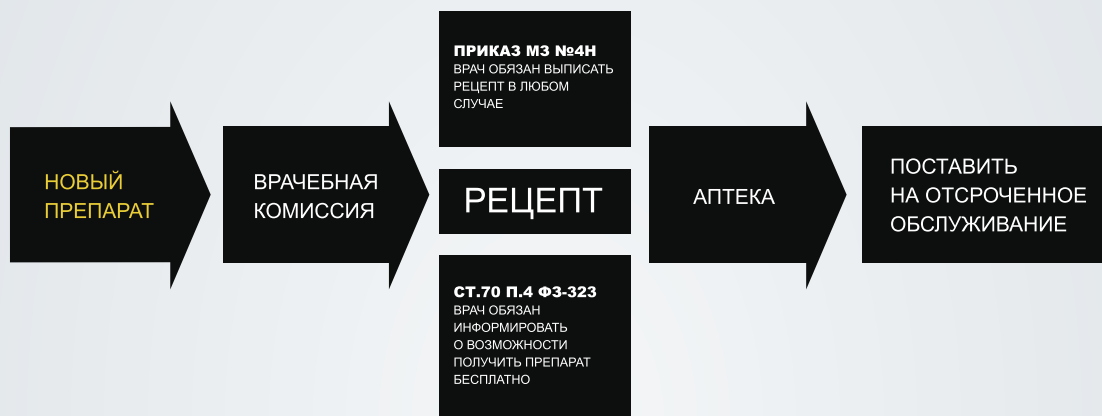 НОВЫЙ
ПРЕПАРАТ
ВРАЧЕБНАЯ
КОМИССИЯ
ПРИКАЗ МЗ №4Н
ВРАЧ ОБЯЗАН ВЫПИСАТЬ
РЕЦЕПТ В ЛЮБОМ
СЛУЧАЕ
РЕЦЕПТ
СТ.70 П.4 ФЗ-323
ВРАЧ ОБЯЗАН
ИНФОРМИРОВАТЬ
О ВОЗМОЖНОСТИ
ПОЛУЧИТЬ ПРЕПАРАТ
БЕСПЛАТНО
АПТЕКА
ПОСТАВИТЬ
НА ОТСРОЧЕННОЕ
ОБСЛУЖИВАНИЕ